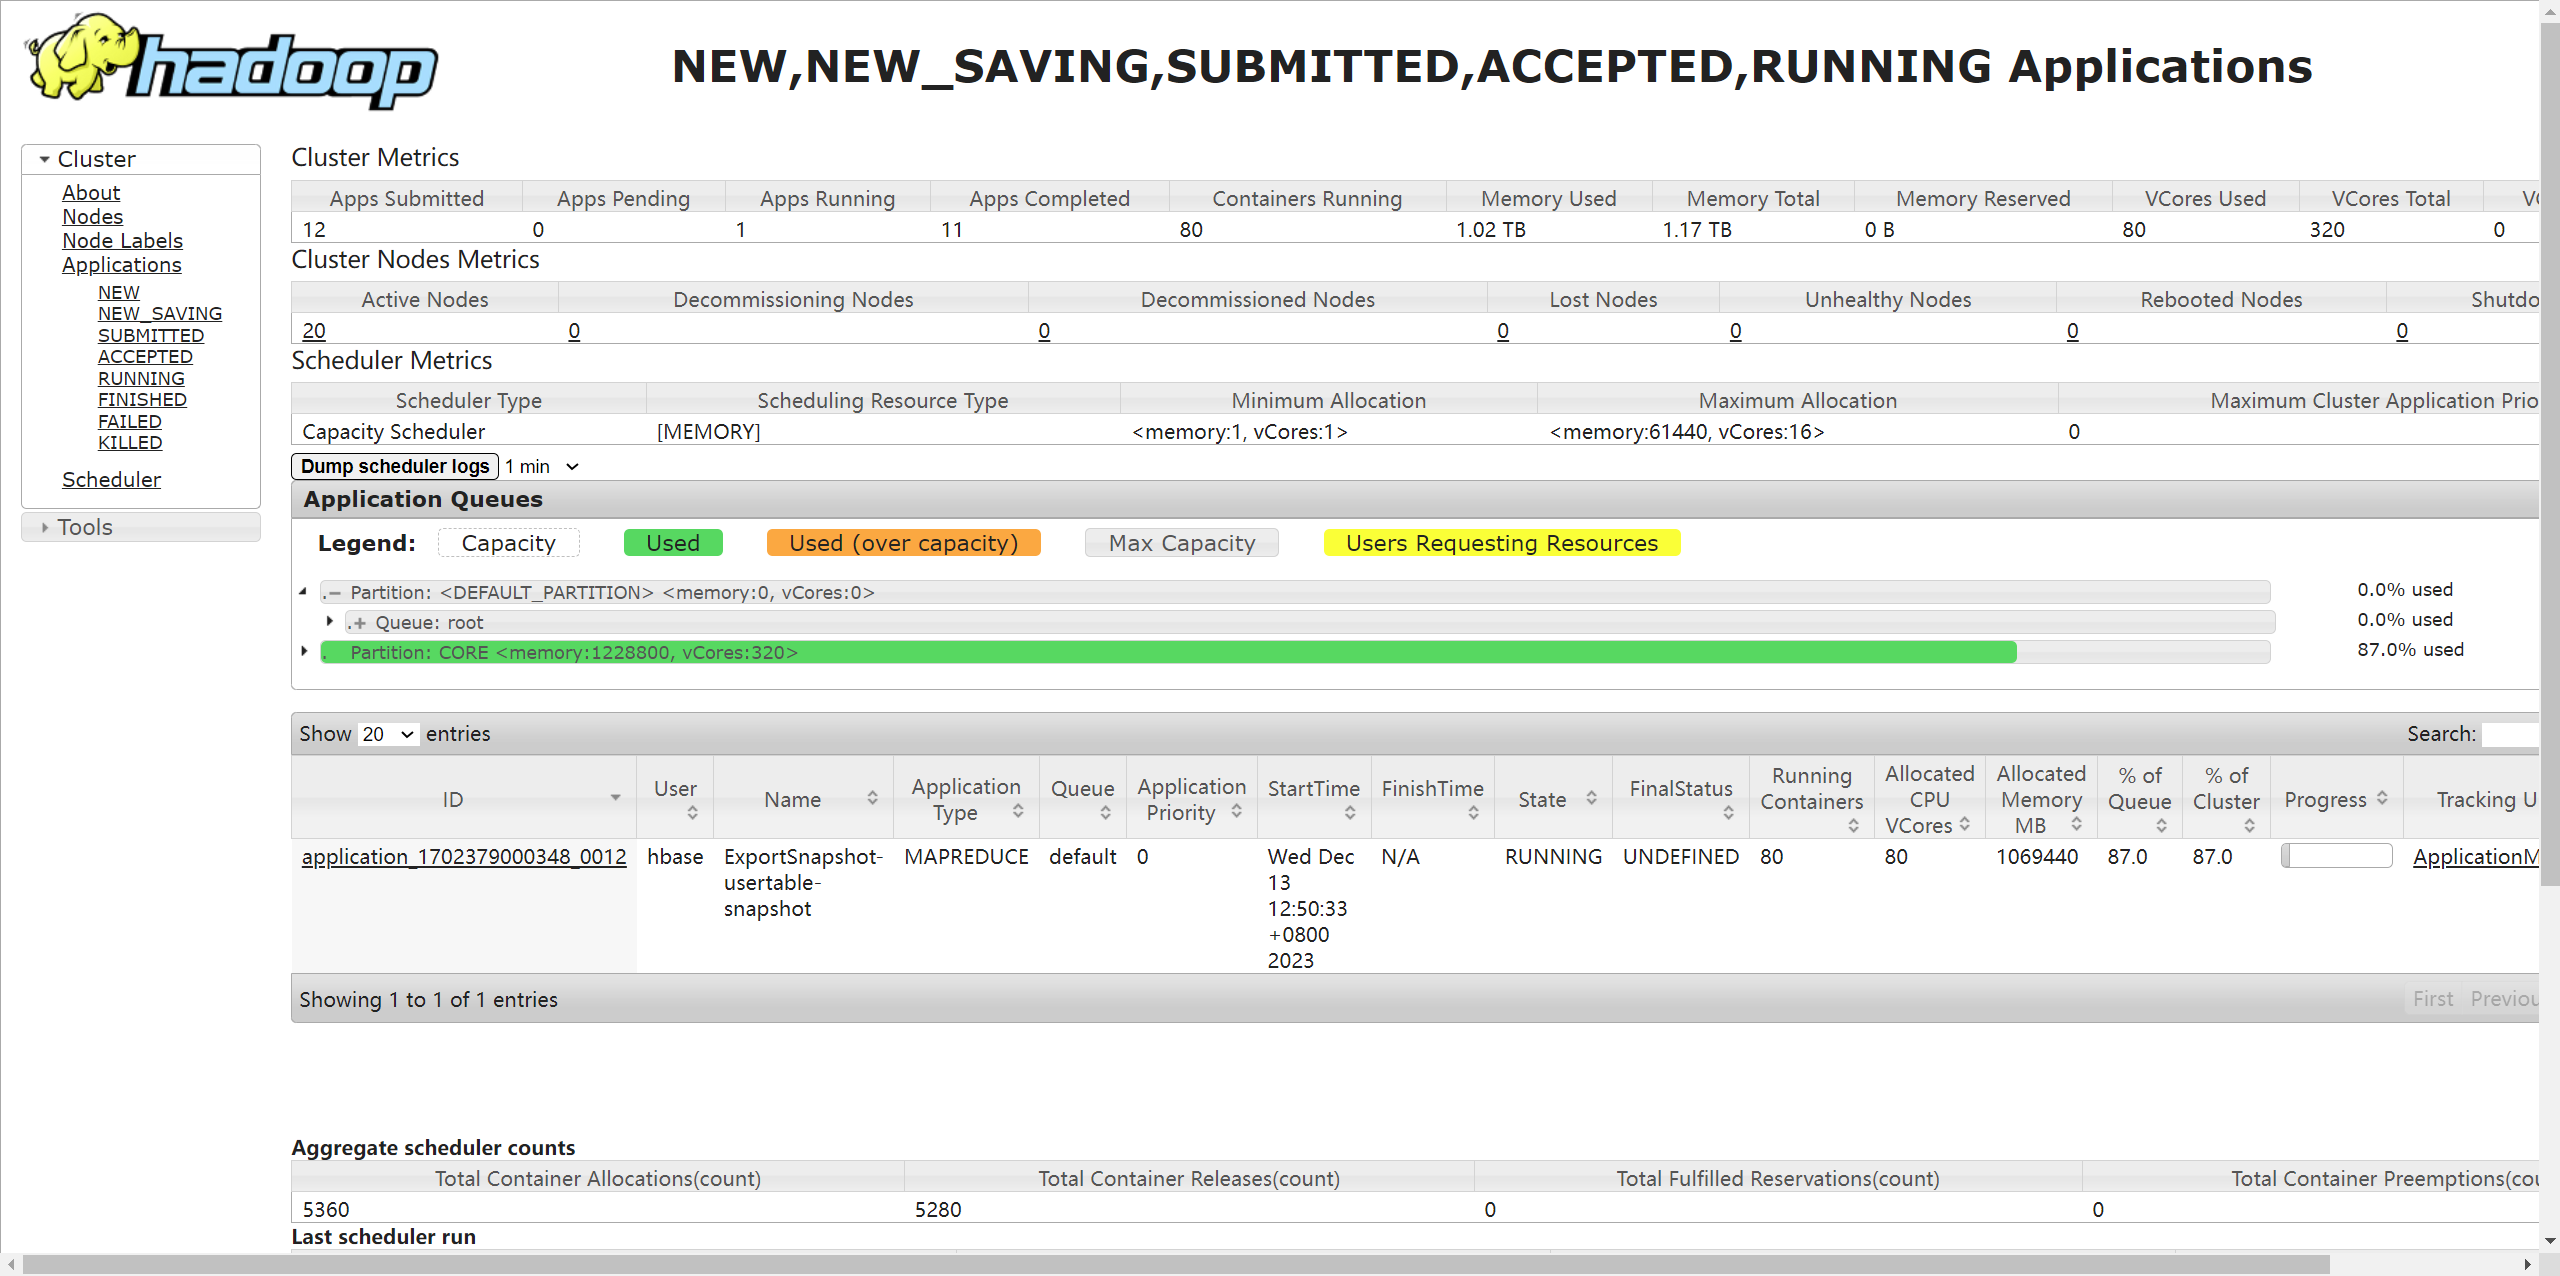 hadoop
NEW,NEW_SAVING,SUBMITTED,ACCEPTED,RUNNING Applications
Cluster
About
Nodes
Node Labels
Applications
NEW
NEW_SAVING
SUBMITTED
ACCEPTED
RUNNING
FINISHED
FAILED
KILLED
Scheduler
Tools
Cluster Metrics
Apps Submitted Apps Pending Apps Running Apps Completed Containers Running Memory Used Memory Total Memory Reserved VCores Used VCores Total
12 0 1 11 80 1.02 TB 1.17 TB 0 B 80 320 0
Cluster Nodes Metrics
Active Nodes Decommissioning Nodes Decommissioned Nodes Lost Nodes Unhealthy Nodes Rebooted Nodes Shutdo
20 0 0 0 0 0 0
Scheduler Metrics
Scheduler Type Scheduling Resource Type Minimum Allocation Maximum Allocation Maximum Cluster Application Prio
Capacity Scheduler [MEMORY] <memory:1, vCores:1> <memory:61440, vCores:16> 0
Dump scheduler logs 1 min
Application Queues
Legend: Capacity Used Used (over capacity) Max Capacity Users Requesting Resources
.− Partition: <DEFAULT_PARTITION> <memory:0, vCores:0> 0.0% used
.+ Queue: root 0.0% used
. Partition: CORE <memory:1228800, vCores:320> 87.0% used
Show 20 entries Search:
ID User Name Application Type Queue Application Priority StartTime FinishTime State FinalStatus Running Containers Allocated CPU VCores Allocated Memory MB % of Queue % of Cluster Progress Tracking U
application_1702379000348_0012 hbase ExportSnapshot- MAPREDUCE default 0 Wed Dec N/A RUNNING UNDEFINED 80 80 1069440 87.0 87.0 ApplicationM
usertable- 13
snapshot 12:50:33
+0800
2023
Showing 1 to 1 of 1 entries First Previou
Aggregate scheduler counts
Total Container Allocations(count) Total Container Releases(count) Total Fulfilled Reservations(count) Total Container Preemptions(cou
5360 5280 0 0
Last scheduler run